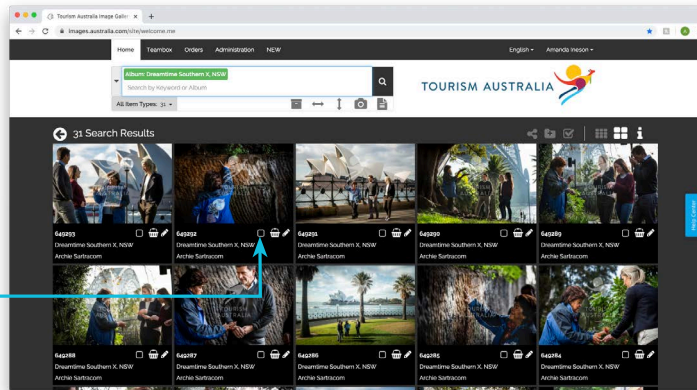 Tourism Australia Image Galler
images.australia.com/site/welcome.me
Home Teambox Orders Administration NEW
English Amanda Ineson
Album: Dreamtime Southern X, NSW
Search by Keyword or Album
All Item Types: 31
TOURISM AUSTRALIA
31 Search Results
Help Center
649293 649292 649291 649290 649289
Dreamtime Southern X, NSW Dreamtime Southern X, NSW Dreamtime Southern X, NSW Dreamtime Southern X, NSW Dreamtime Southern X, NSW
Archie Sartracom Archie Sartracom Archie Sartracom Archie Sartracom Archie Sartracom
649288 649287 649286 649285 649284
Dreamtime Southern X, NSW Dreamtime Southern X, NSW Dreamtime Southern X, NSW Dreamtime Southern X, NSW Dreamtime Southern X, NSW
Archie Sartracom Archie Sartracom Archie Sartracom Archie Sartracom Archie Sartracom